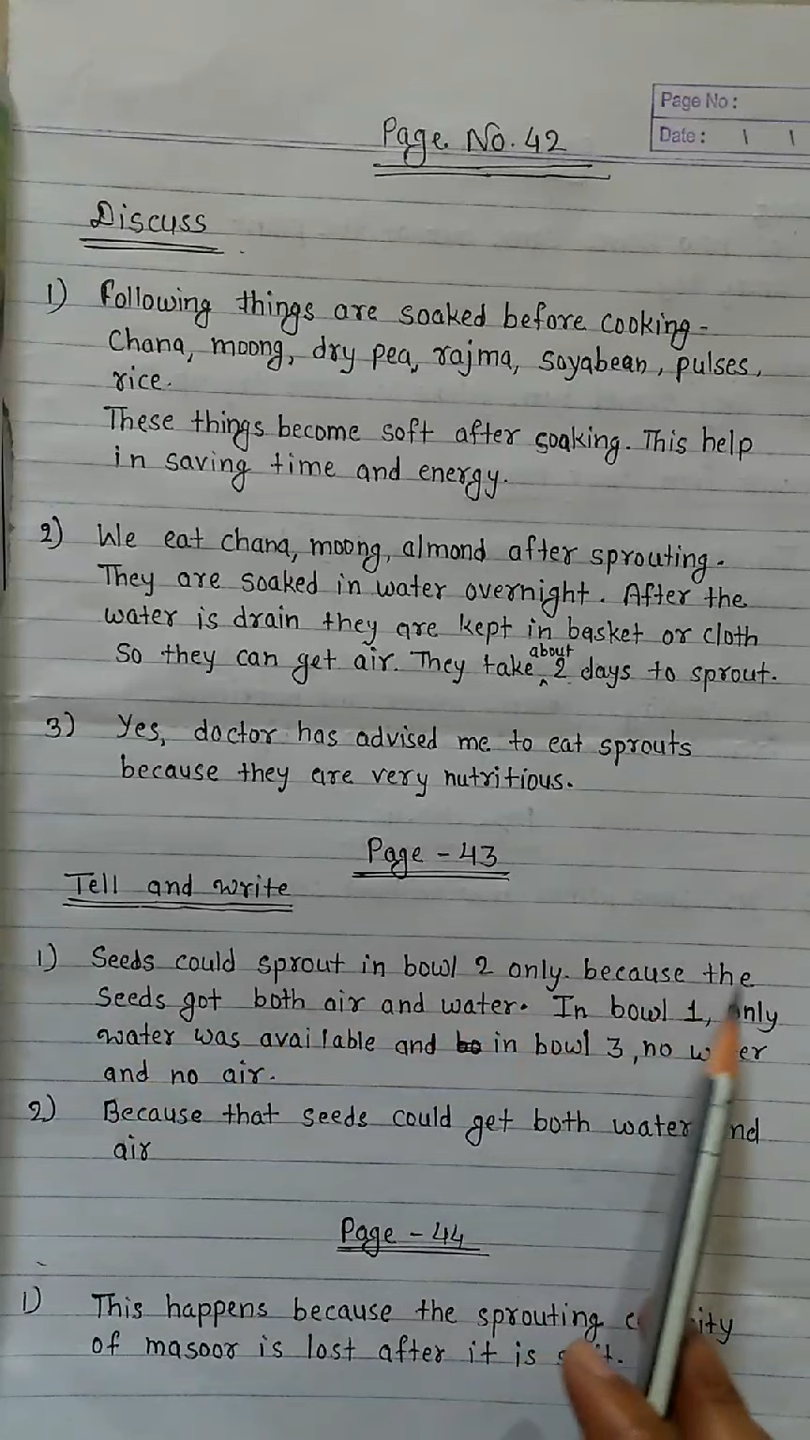 Page No:
Date: \ \
Page No. 42
Discuss
1) Following things are soaked before cooking -
Chana, moong, dry pea, rajma, soyabean, pulses,
rice.
These things become soft after soaking. This help
in saving time and energy.
2) We eat chana, moong, almond after sprouting.
They are soaked in water overnight. After the
water is drain they are kept in basket or cloth
So they can get air. They take about 2 days to sprout.
3) Yes, doctor has advised me to eat sprouts
because they are very nutritious.
Page - 43
Tell and write
1) Seeds could sprout in bowl 2 only. because the
Seeds got both air and water. In bowl 1, only
water was available and in bowl 3, no
and no air.
2) Because that seeds could get both water
air
Page - 44
1) This happens because the sprouting
of masoor is lost after it is